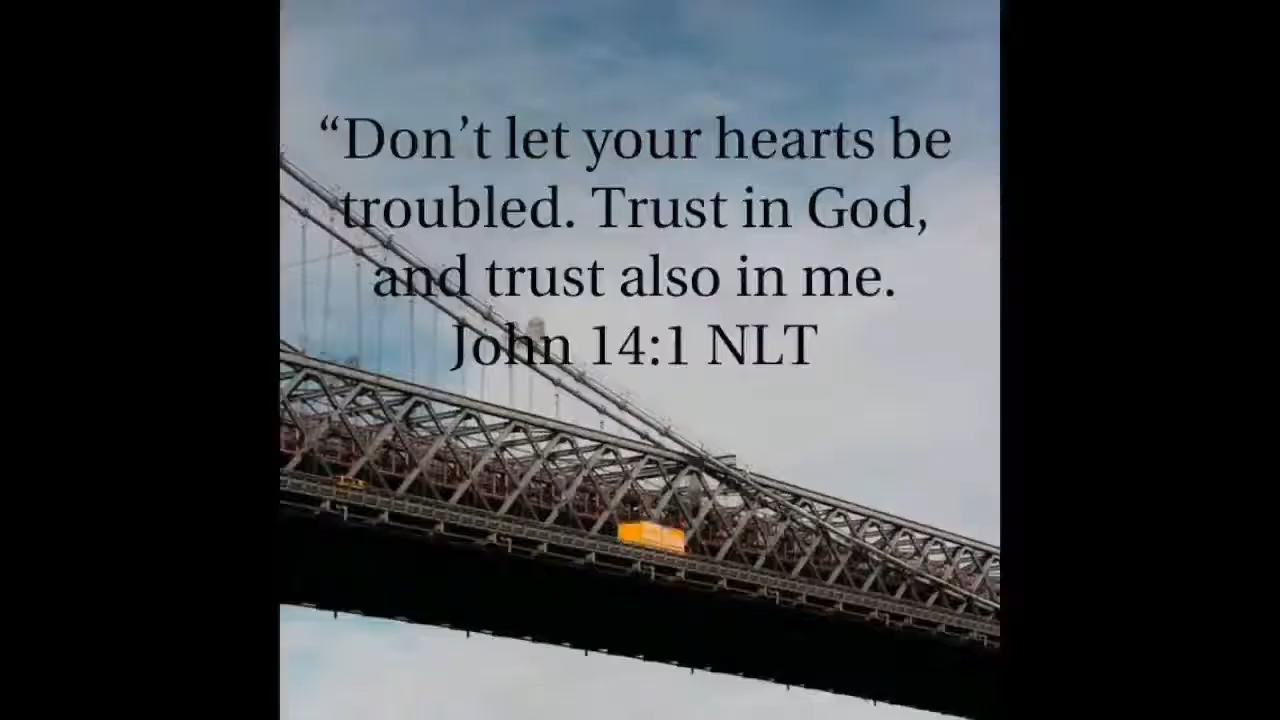 “Don’t let your hearts be
troubled. Trust in God,
and trust also in me.
John 14:1 NLT